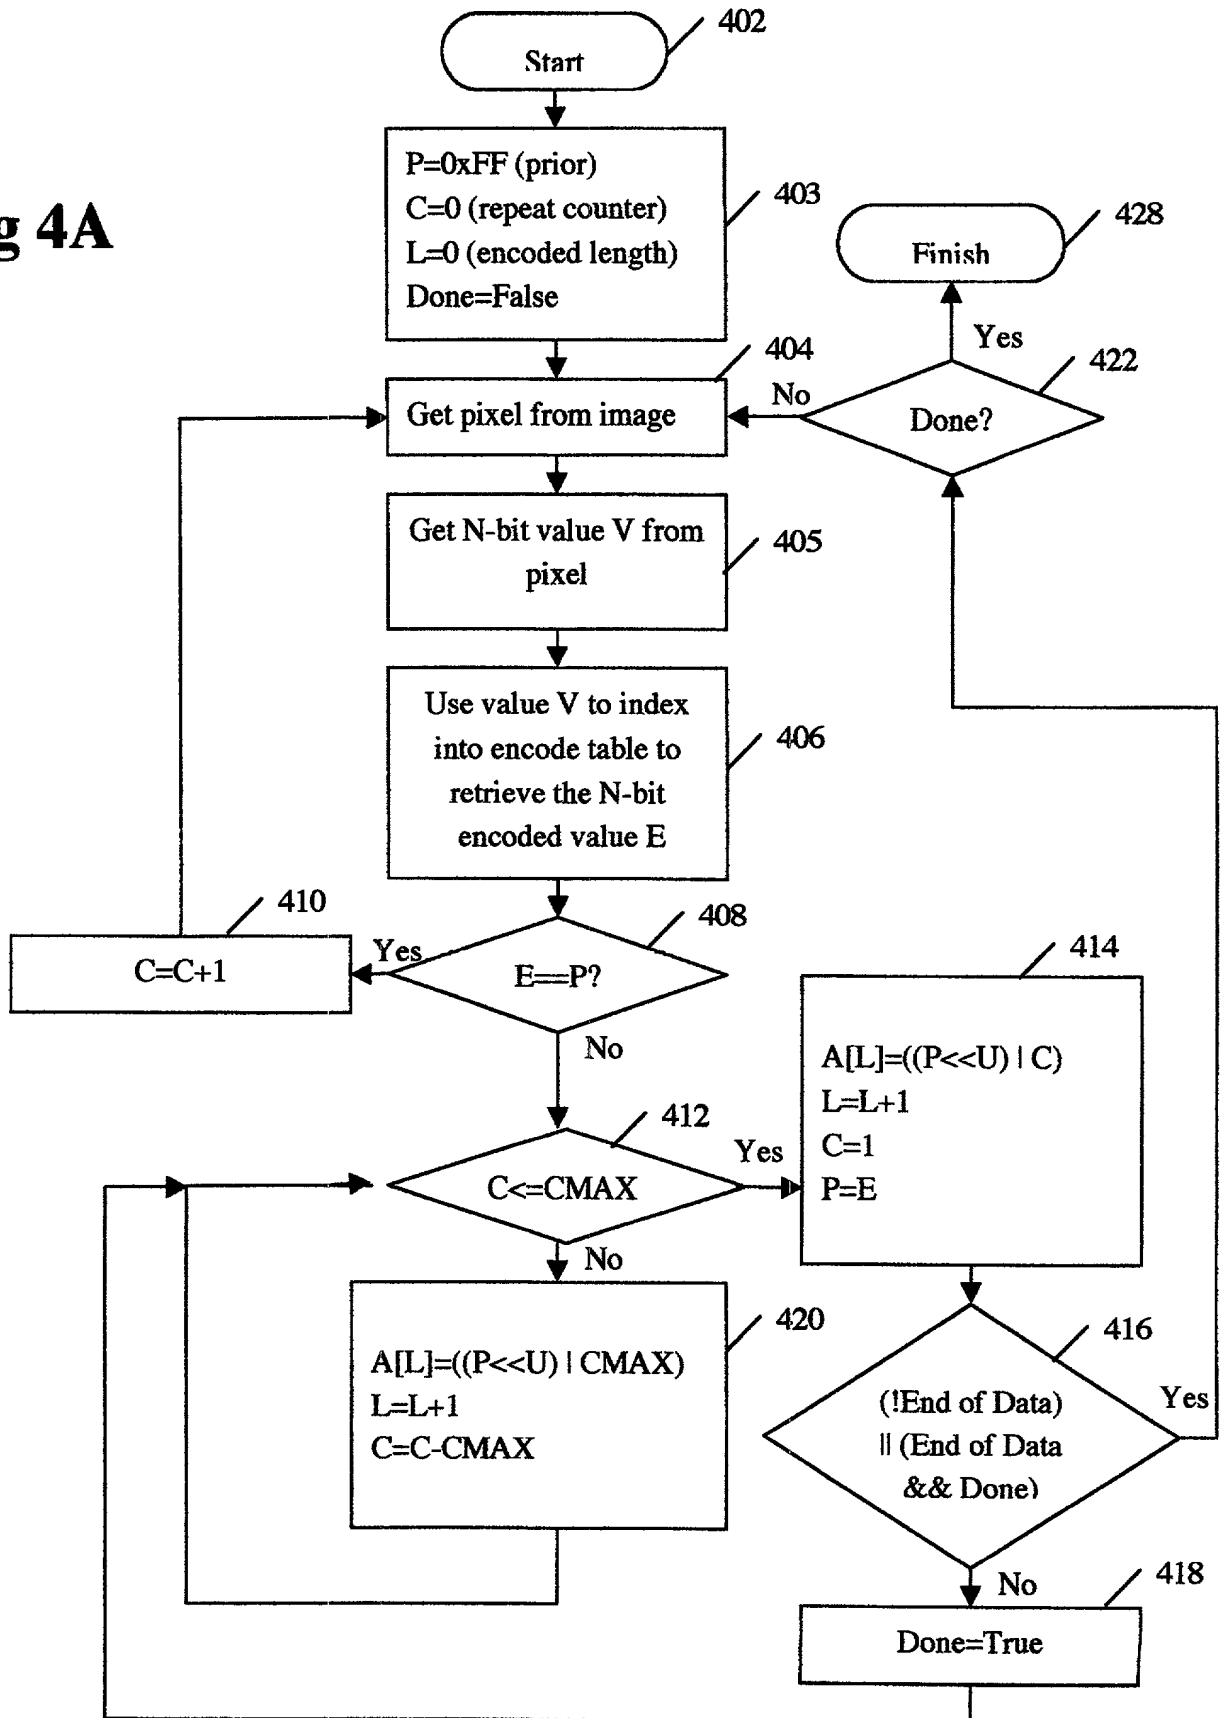 Start
402
P=0xFF (prior)
C=0 (repeat counter)
L=0 (encoded length)
Done=False
403
g 4A
Finish
428
Yes
404
Get pixel from image
No
Done?
422
Get N-bit value V from
pixel
405
Use value V to index
into encode table to
retrieve the N-bit
encoded value E
406
410
C=C+1
Yes
E==P?
408
No
414
A[L]=((P<<U) | C)
L=L+1
C=1
P=E
412
C<=CMAX
Yes
No
420
A[L]=((P<<U) | CMAX)
L=L+1
C=C-CMAX
416
(!End of Data)
|| (End of Data
&& Done)
Yes
No
418
Done=True